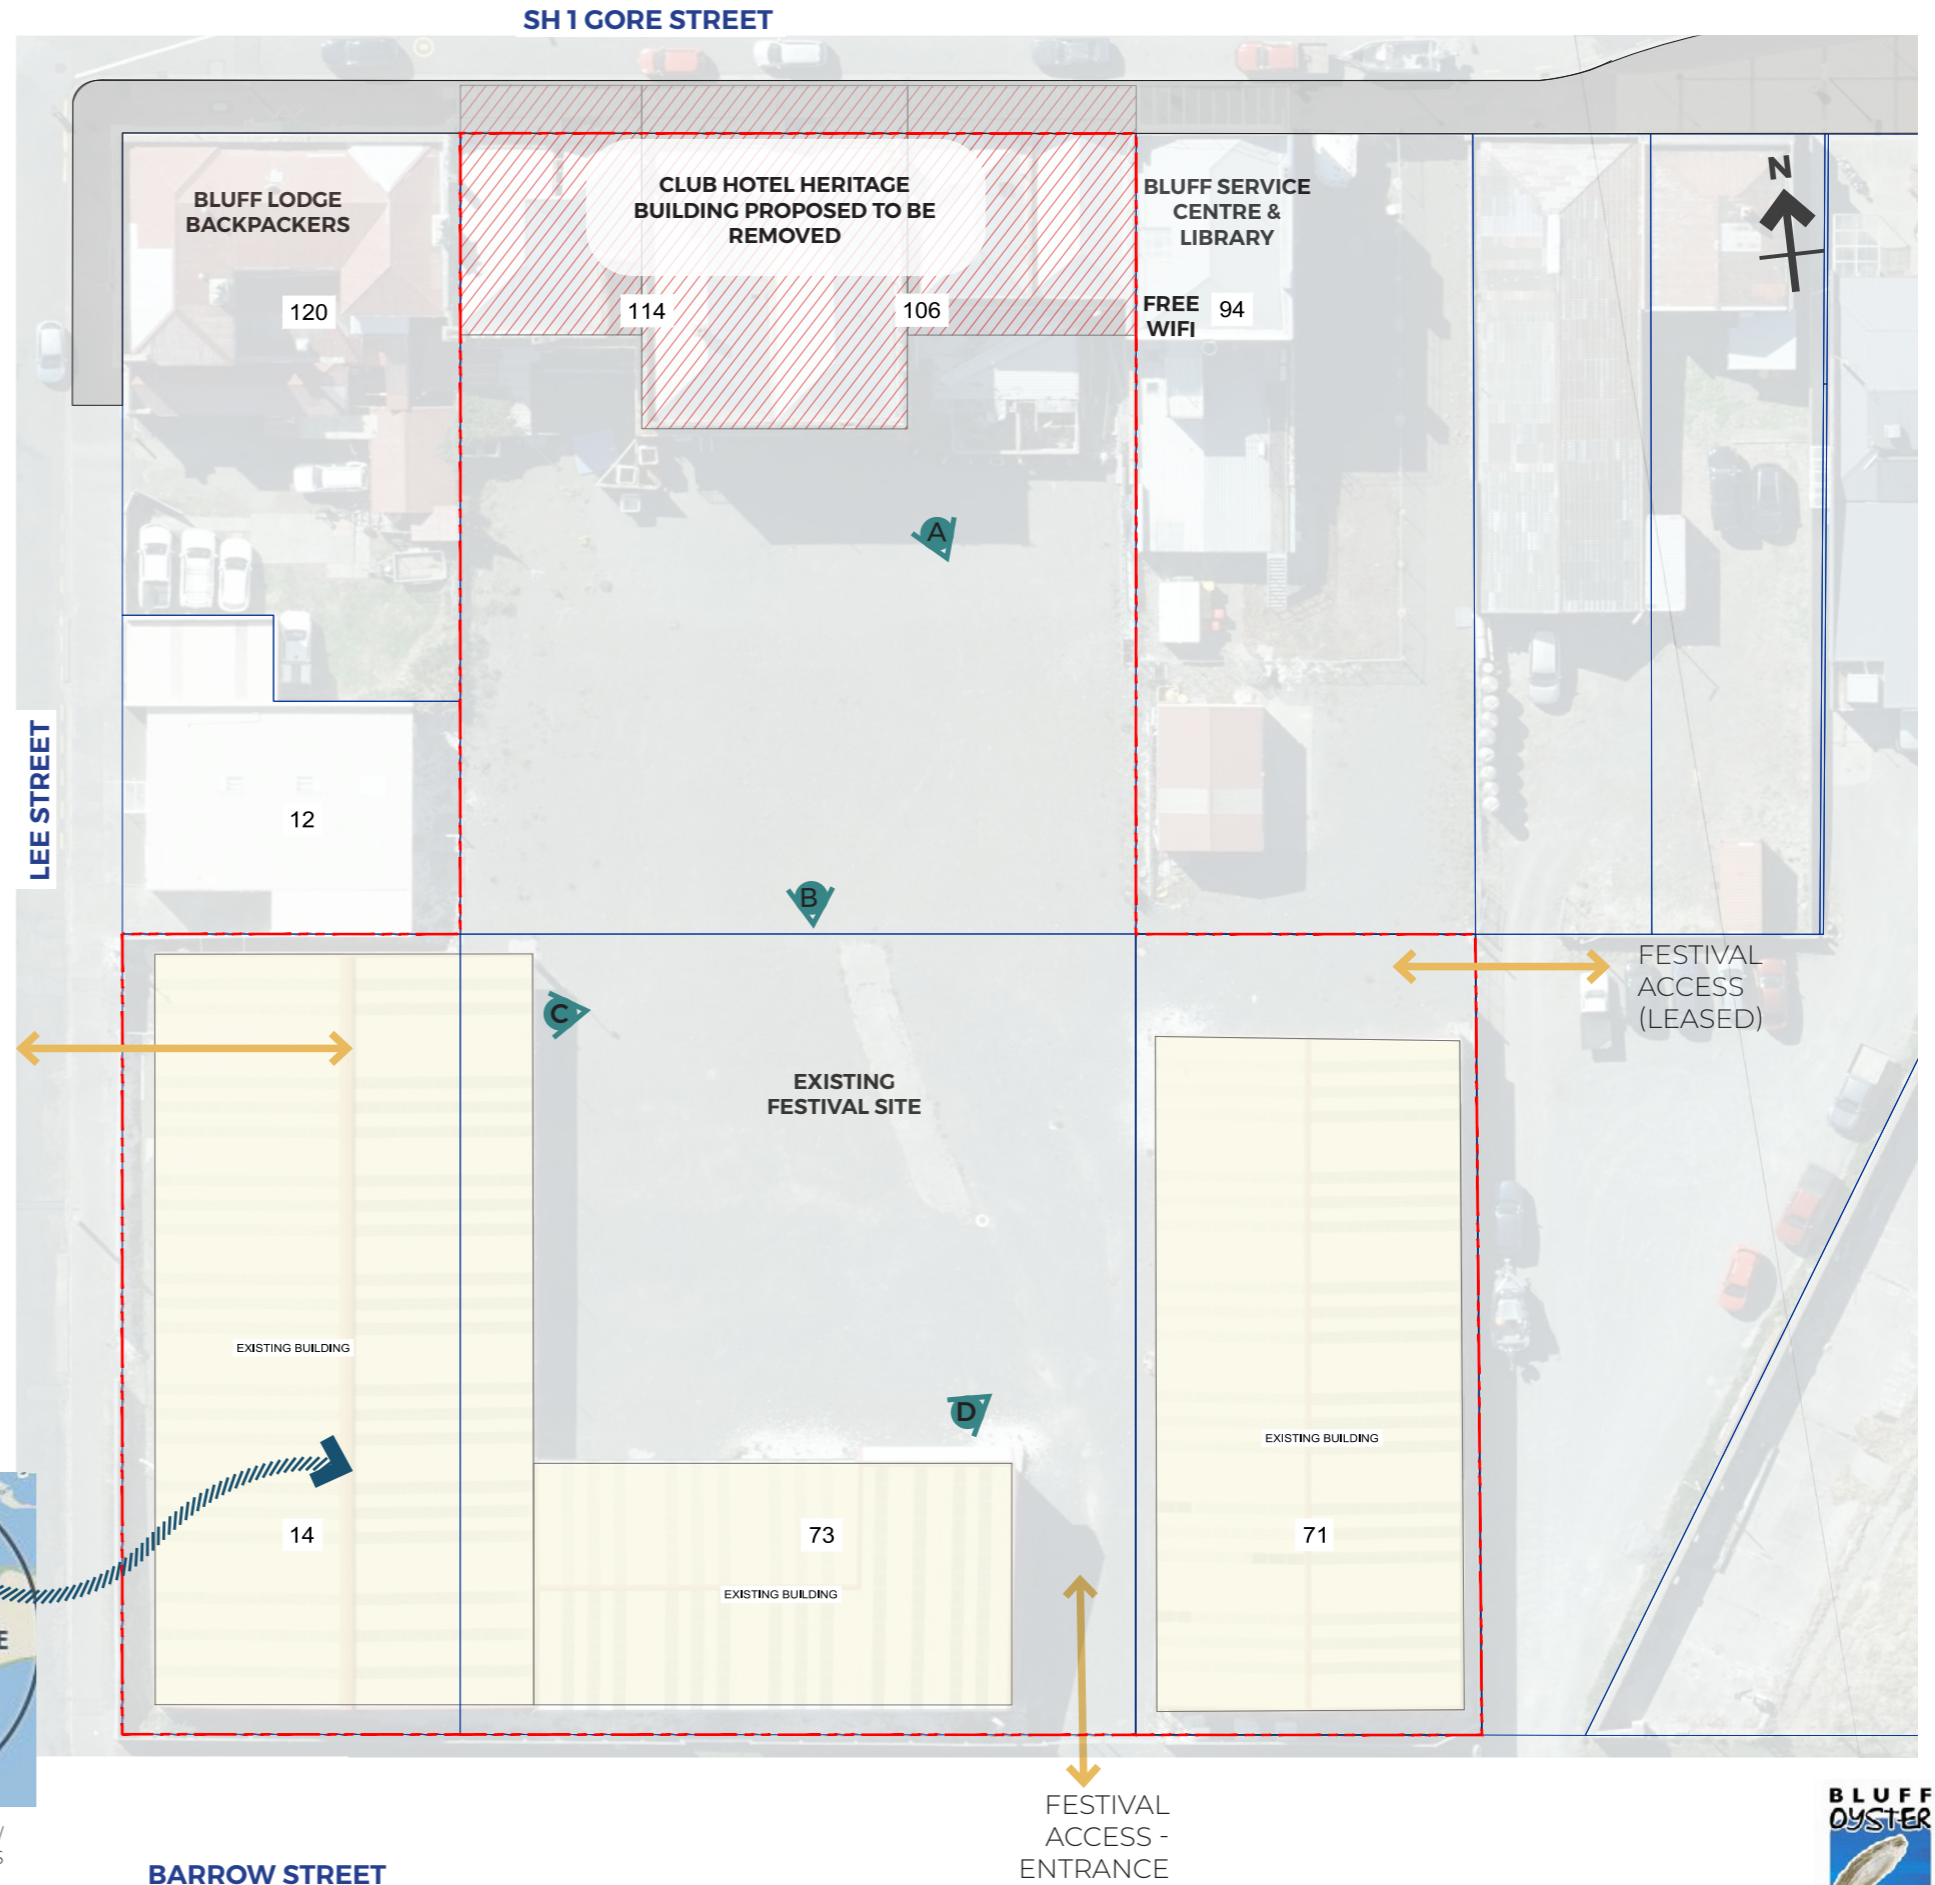 SH 1 GORE STREET
BLUFF LODGE
BACKPACKERS
120
CLUB HOTEL HERITAGE
BUILDING PROPOSED TO BE
REMOVED
114
106
BLUFF SERVICE
CENTRE &
LIBRARY
FREE
WIFI
94
N
A
LEE STREET
12
B
FESTIVAL
ACCESS
(LEASED)
C
EXISTING
FESTIVAL SITE
EXISTING BUILDING
D
EXISTING BUILDING
14
73
71
EXISTING BUILDING
E
S
FESTIVAL
ACCESS -
ENTRANCE
BARROW STREET
BLUFF
OYSTER